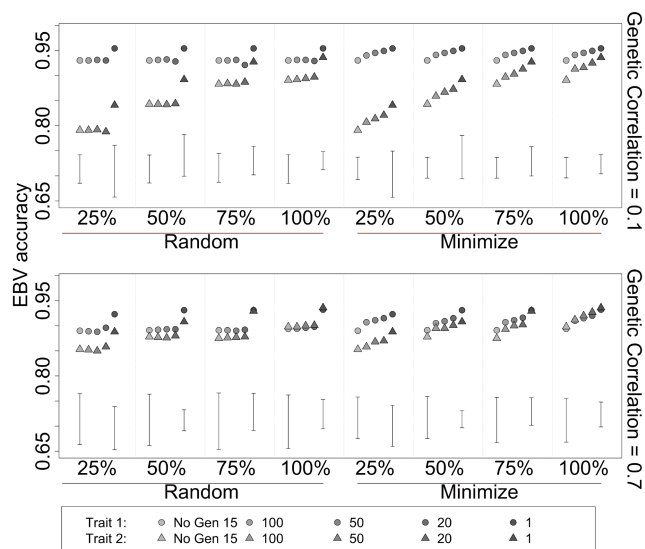 Genetic Correlation = 0.1
EBV accuracy
0.95
0.80
0.65
25% 50% 75% 100% 25% 50% 75% 100%
Random Minimize
Genetic Correlation = 0.7
0.95
0.80
0.65
25% 50% 75% 100% 25% 50% 75% 100%
Random Minimize
Trait 1: No Gen 15 100 50 20 1
Trait 2: No Gen 15 100 50 20 1